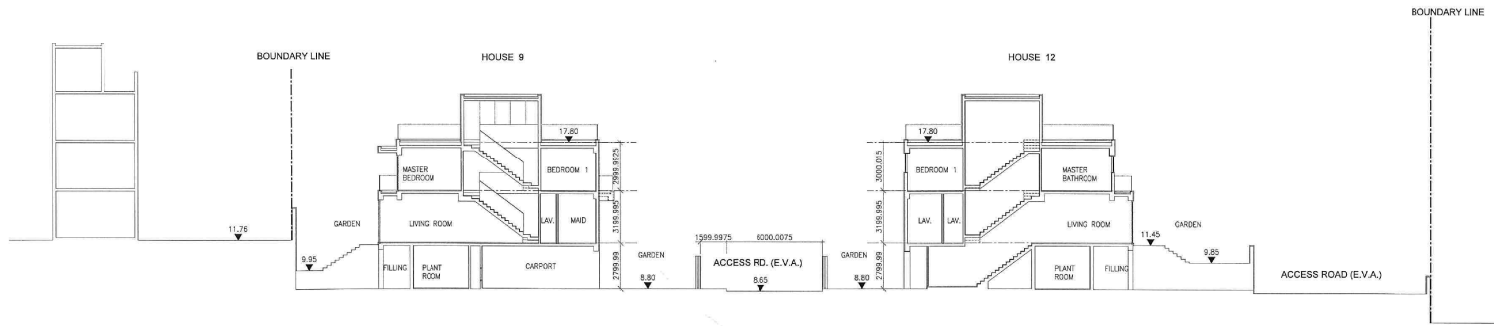 BOUNDARY LINE
BOUNDARY LINE
HOUSE 9
HOUSE 12
17.80
17.80
MASTER
BEDROOM
BEDROOM 1
2999.9125
3000.015
BEDROOM 1
MASTER
BATHROOM
11.76
GARDEN
LIVING ROOM
LAV.
MAID
3199.995
3199.995
LAV.
LAV.
LIVING ROOM
GARDEN
11.45
9.95
FILLING
PLANT
ROOM
CARPORT
2799.99
GARDEN
8.80
1599.9975
6000.0075
ACCESS RD. (E.V.A.)
8.65
GARDEN
8.80
2799.99
PLANT
ROOM
FILLING
9.85
ACCESS ROAD (E.V.A.)